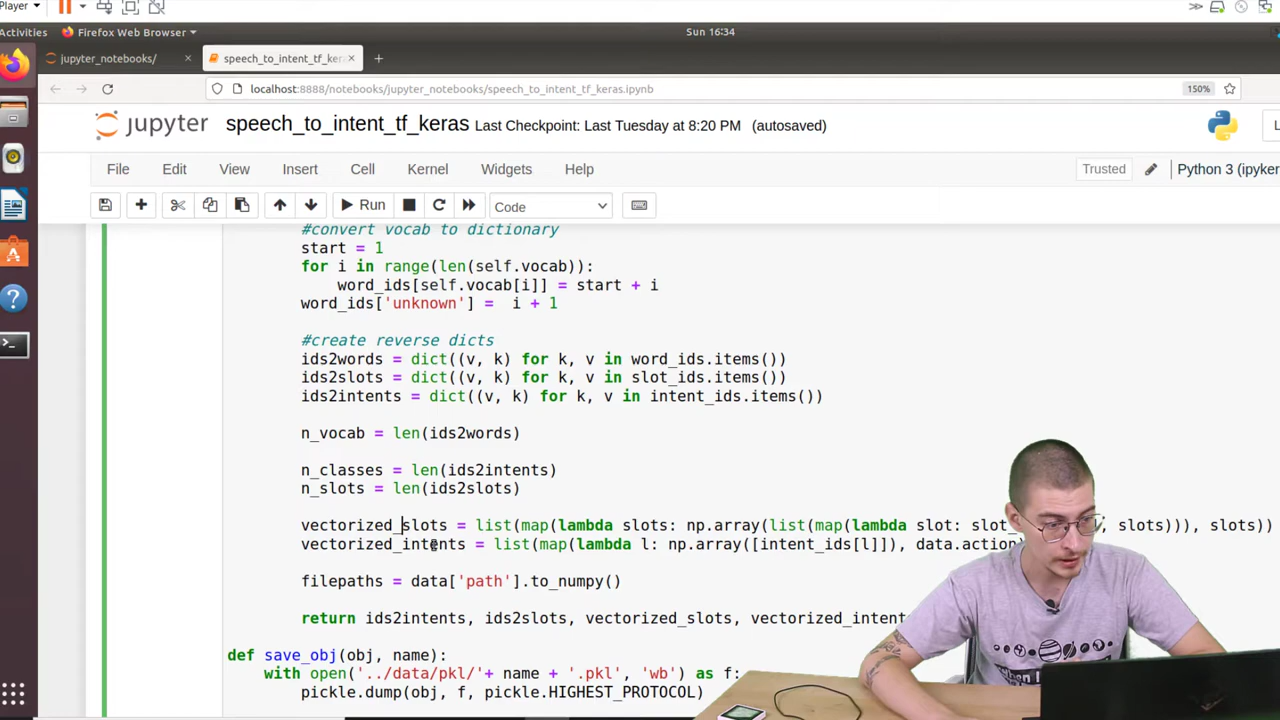 Player
Activities
Firefox Web Browser
Sun 16:34
jupyter_notebooks/
speech_to_intent_tf_ker
localhost:8888/notebooks/jupyter_notebooks/speech_to_intent_tf_keras.ipynb
150%
jupyter
speech_to_intent_tf_keras Last Checkpoint: Last Tuesday at 8:20 PM (autosaved)
File Edit View Insert Cell Kernel Widgets Help
Trusted
Python 3 (ipyker
Run
Code
#convert vocab to dictionary
start = 1
for i in range(len(self.vocab)):
word_ids[self.vocab[i]] = start + i
word_ids['unknown'] = i + 1
#create reverse dicts
ids2words = dict((v, k) for k, v in word_ids.items())
ids2slots = dict((v, k) for k, v in slot_ids.items())
ids2intents = dict((v, k) for k, v in intent_ids.items())
n_vocab = len(ids2words)
n_classes = len(ids2intents)
n_slots = len(ids2slots)
vectorized_slots = list(map(lambda slots: np.array(list(map(lambda slot: slot , slots))), slots))
vectorized_intents = list(map(lambda l: np.array([intent_ids[l]]), data.action
filepaths = data['path'].to_numpy()
return ids2intents, ids2slots, vectorized_slots, vectorized_intent
def save_obj(obj, name):
with open('../data/pkl/'+ name + '.pkl', 'wb') as f:
pickle.dump(obj, f, pickle.HIGHEST_PROTOCOL)